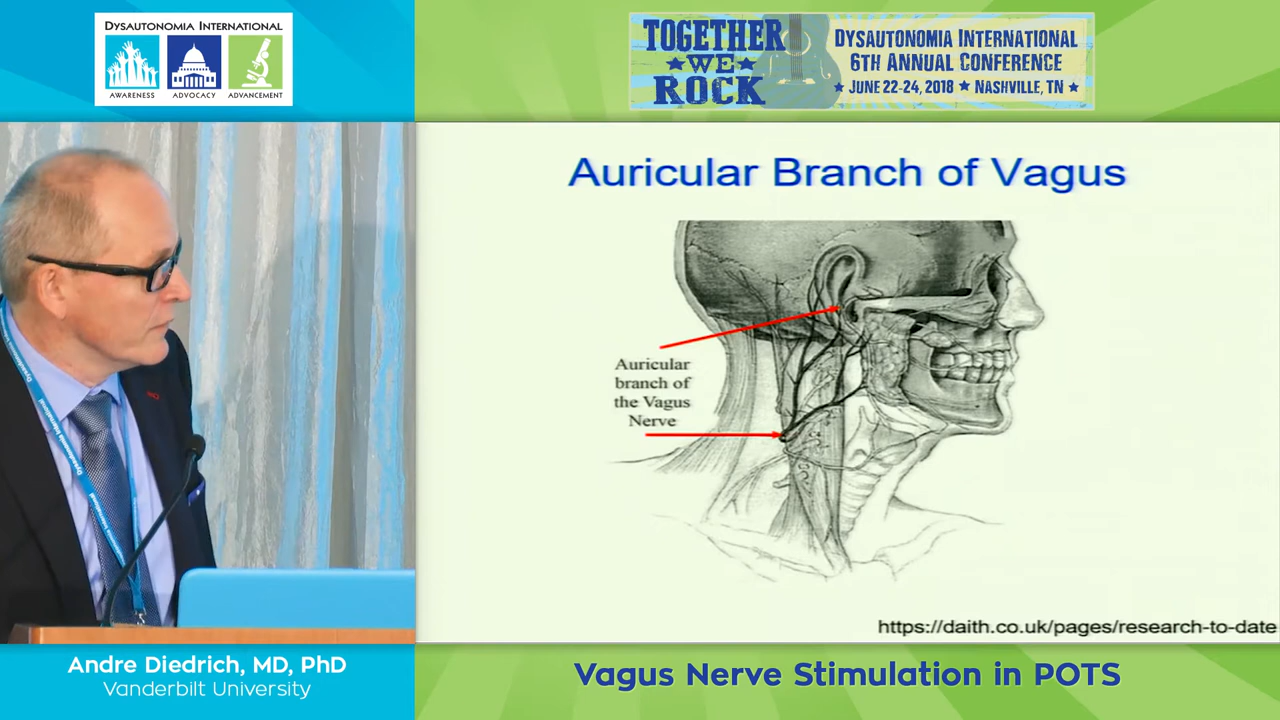 DYSAUTONOMIA INTERNATIONAL
AWARENESS ADVOCACY ADVANCEMENT
TOGETHER
WE
ROCK
DYSAUTONOMIA INTERNATIONAL
6TH ANNUAL CONFERENCE
JUNE 22-24, 2018 NASHVILLE, TN
Auricular Branch of Vagus
Auricular
branch of
the Vagus
Nerve
https://daith.co.uk/pages/research-to-date
Dysautonomia International
Andre Diedrich, MD, PhD
Vanderbilt University
Vagus Nerve Stimulation in POTS